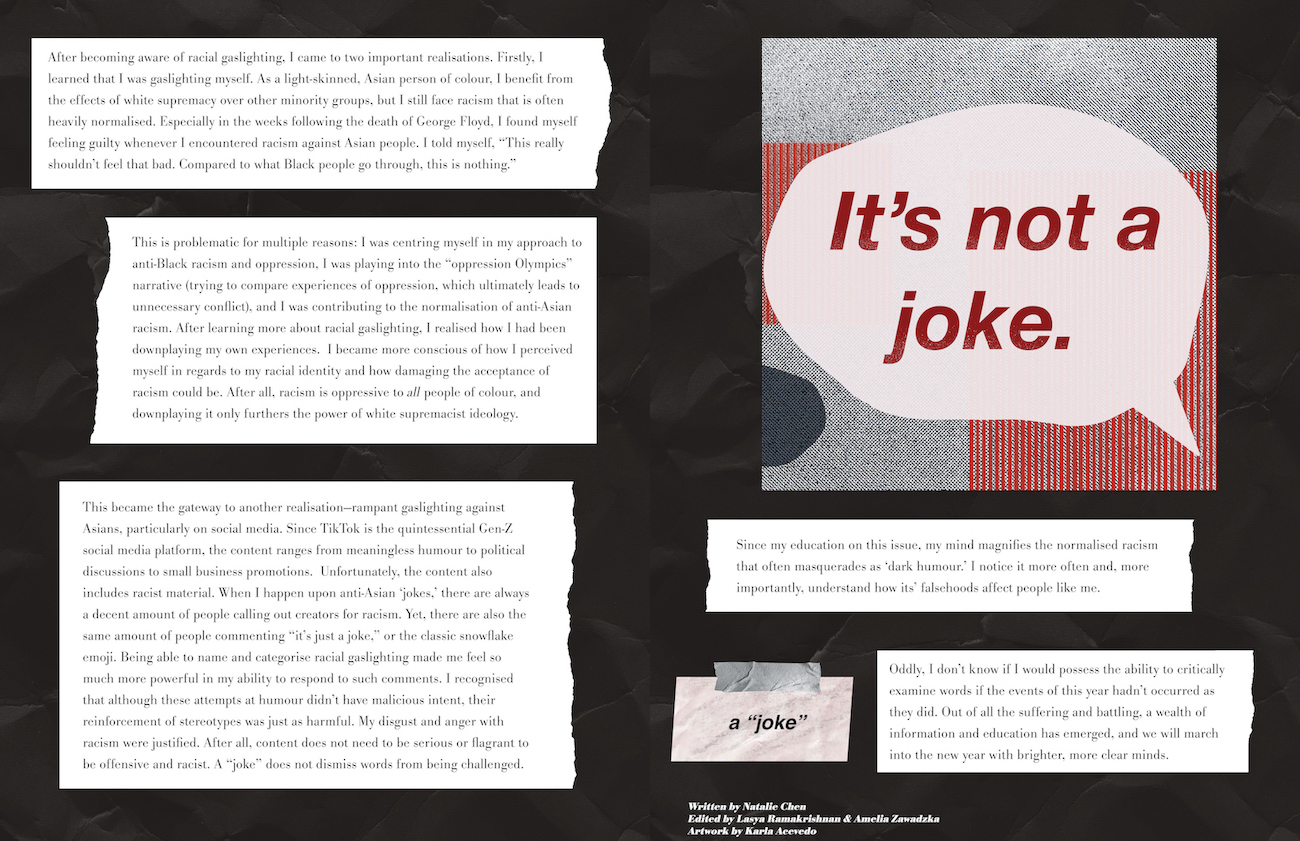 After becoming aware of racial gaslighting, I came to two important realisations. Firstly, I
learned that I was gaslighting myself. As a light-skinned, Asian person of colour, I benefit from
the effects of white supremacy over other minority groups, but I still face racism that is often
heavily normalised. Especially in the weeks following the death of George Floyd, I found myself
feeling guilty whenever I encountered racism against Asian people. I told myself, “This really
shouldn’t feel that bad. Compared to what Black people go through, this is nothing.”
This is problematic for multiple reasons: I was centring myself in my approach to
anti-Black racism and oppression, I was playing into the “oppression Olympics”
narrative (trying to compare experiences of oppression, which ultimately leads to
unnecessary conflict), and I was contributing to the normalisation of anti-Asian
racism. After learning more about racial gaslighting, I realised how I had been
downplaying my own experiences.  I became more conscious of how I perceived
myself in regards to my racial identity and how damaging the acceptance of
racism could be. After all, racism is oppressive to all people of colour, and
downplaying it only furthers the power of white supremacist ideology.
This became the gateway to another realisation—rampant gaslighting against
Asians, particularly on social media. Since TikTok is the quintessential Gen-Z
social media platform, the content ranges from meaningless humour to political
discussions to small business promotions.  Unfortunately, the content also
includes racist material. When I happen upon anti-Asian ‘jokes,’ there are always
a decent amount of people calling out creators for racism. Yet, there are also the
same amount of people commenting “it’s just a joke,” or the classic snowflake
emoji. Being able to name and categorise racial gaslighting made me feel so
much more powerful in my ability to respond to such comments. I recognised
that although these attempts at humour didn’t have malicious intent, their
reinforcement of stereotypes was just as harmful. My disgust and anger with
racism were justified. After all, content does not need to be serious or flagrant to
be offensive and racist. A “joke” does not dismiss words from being challenged.
It’s not a
joke.
Since my education on this issue, my mind magnifies the normalised racism
that often masquerades as ‘dark humour.’ I notice it more often and, more
importantly, understand how its’ falsehoods affect people like me.
a “joke”
Oddly, I don’t know if I would possess the ability to critically
examine words if the events of this year hadn’t occurred as
they did. Out of all the suffering and battling, a wealth of
information and education has emerged, and we will march
into the new year with brighter, more clear minds.
Written by Natalie Chen
Edited by Lasya Ramakrishnan & Amelia Zawadzka
Artwork by Karla Acevedo